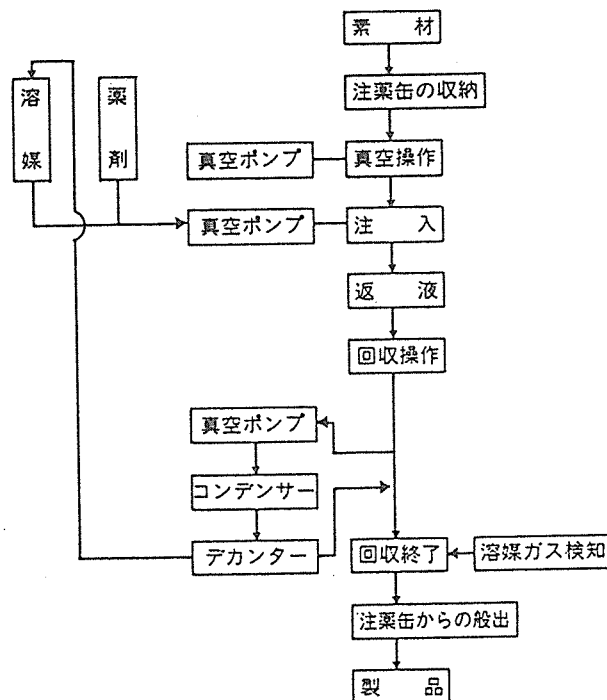 素 材
注薬缶の収納
溶媒
薬剤
真空ポンプ
真空操作
真空ポンプ
注 入
返 液
回収操作
真空ポンプ
コンデンサー
デカンター
回収終了
溶媒ガス検知
注薬缶からの般出
製 品